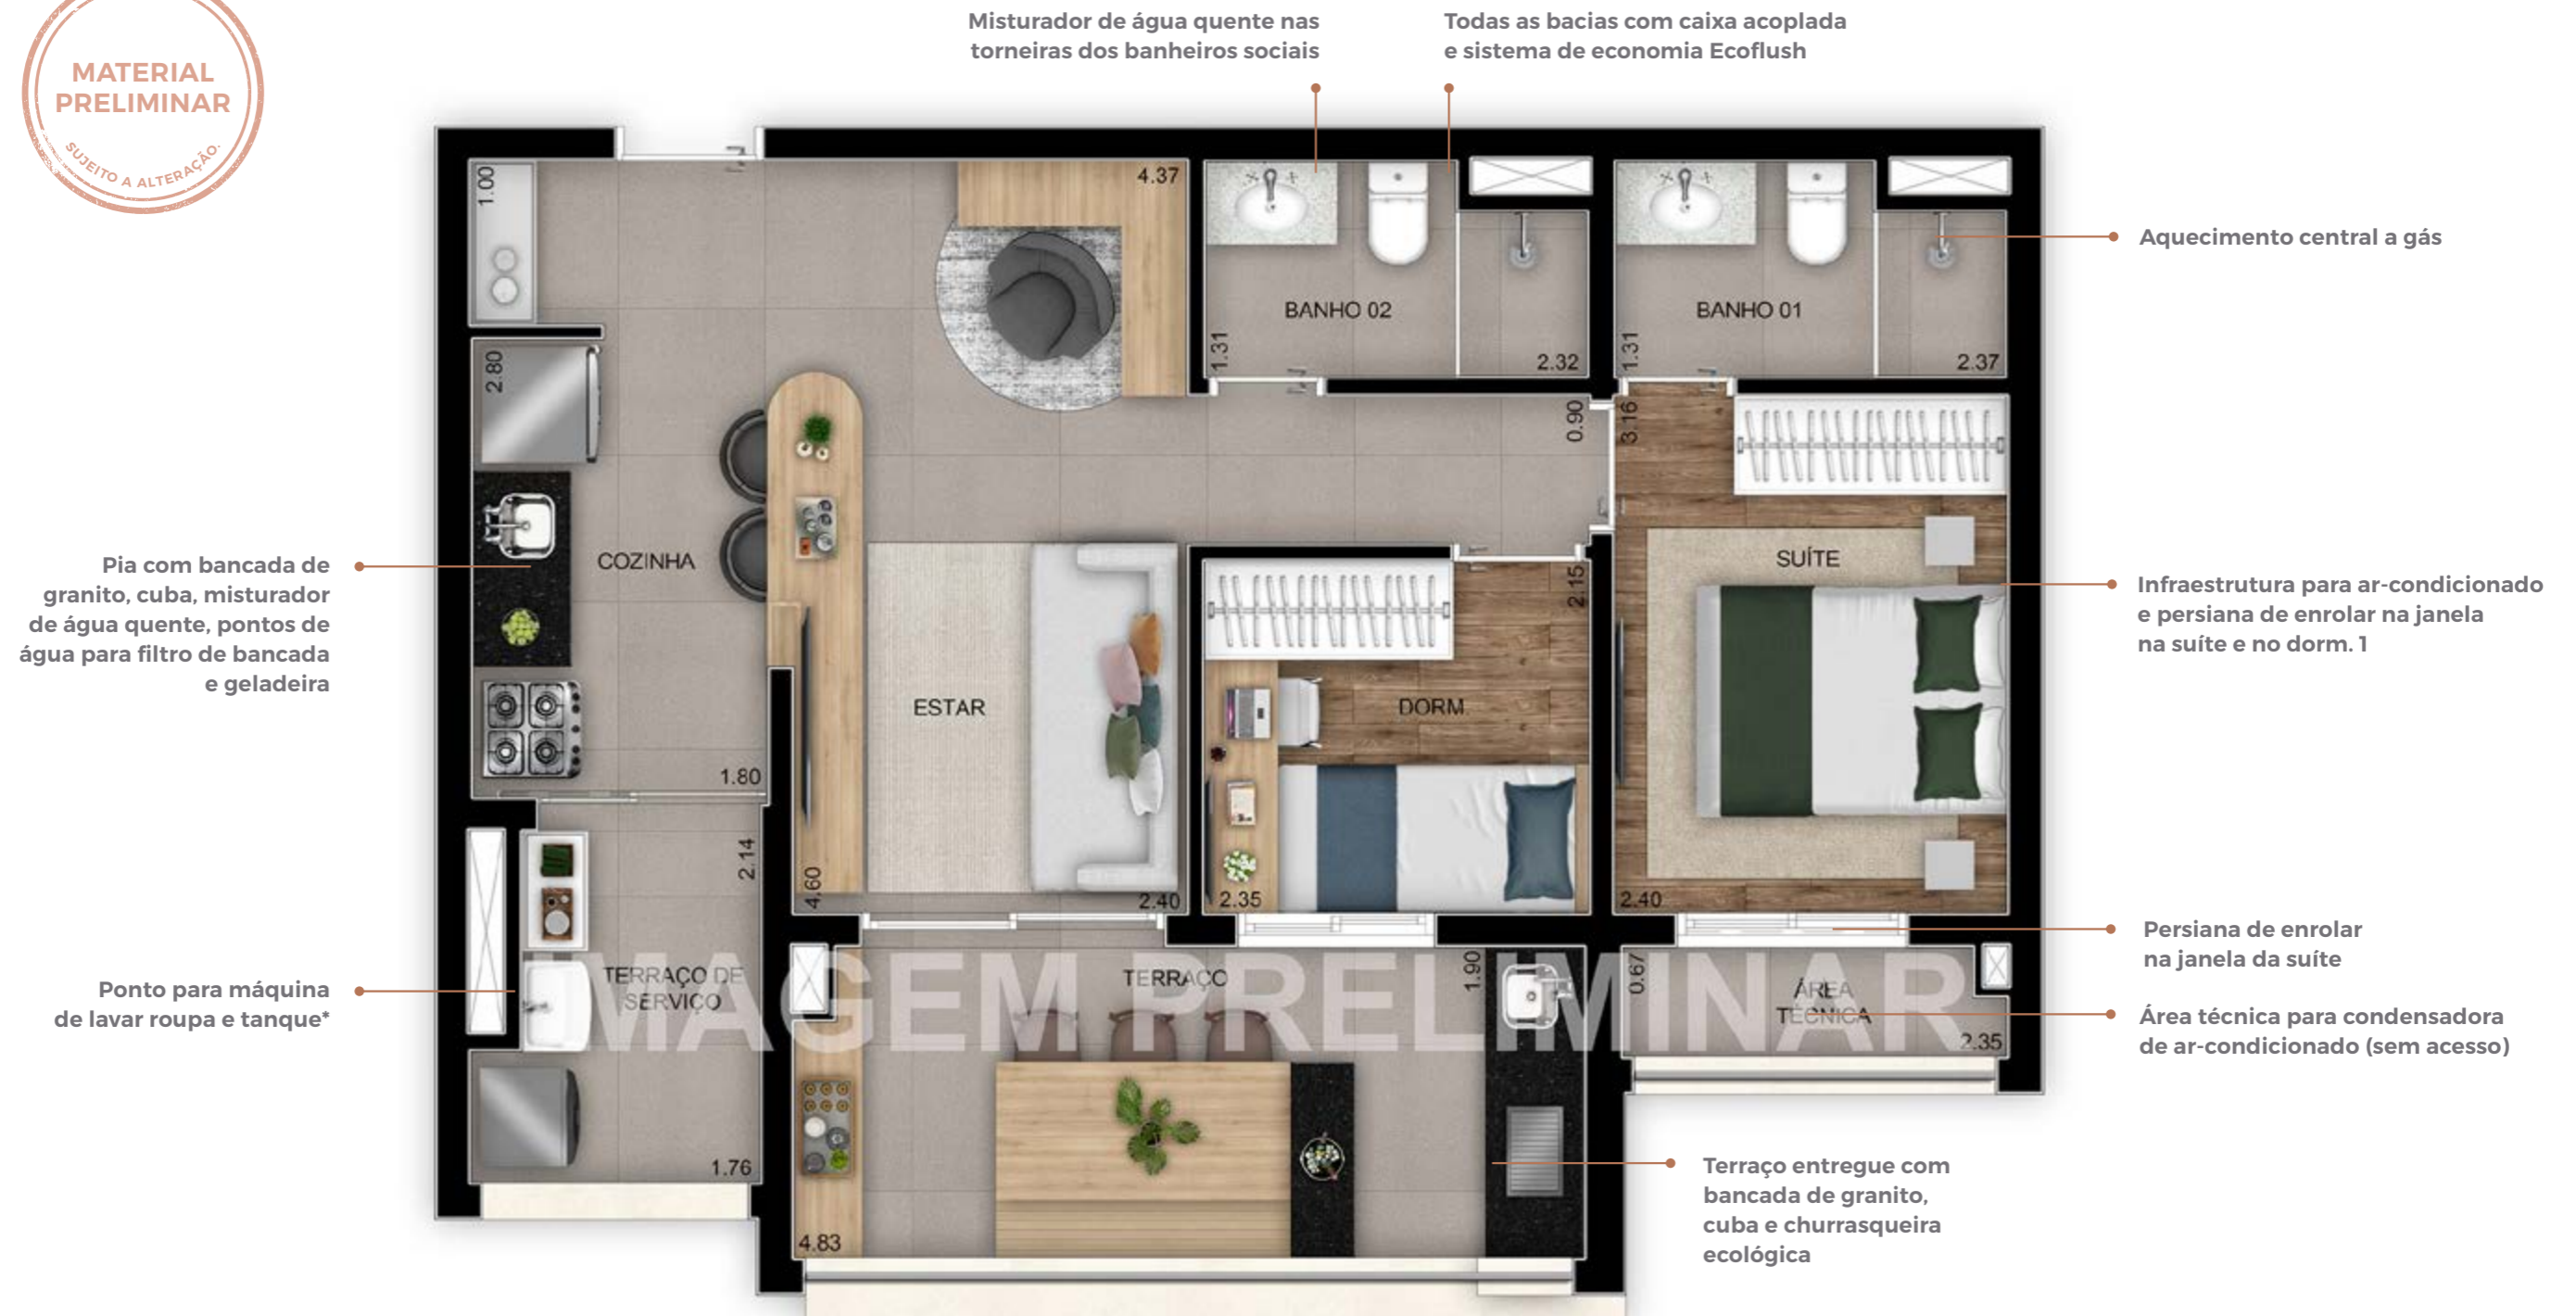 MATERIAL
PRELIMINAR
SUJEITO A ALTERAÇÃO.
Misturador de água quente nas
torneiras dos banheiros sociais
Todas as bacias com caixa acoplada
e sistema de economia Ecoflush
Aquecimento central a gás
Pia com bancada de
granito, cuba, misturador
de água quente, pontos de
água para filtro de bancada
e geladeira
Infraestrutura para ar-condicionado
e persiana de enrolar na janela
na suíte e no dorm. 1
Persiana de enrolar
na janela da suíte
Ponto para máquina
de lavar roupa e tanque*
Área técnica para condensadora
de ar-condicionado (sem acesso)
Terraço entregue com
bancada de granito,
cuba e churrasqueira
ecológica
1.00
4.37
BANHO 02
1.31
2.32
BANHO 01
1.31
2.37
2.80
0.90
3.16
COZINHA
1.80
SUÍTE
2.40
2.15
DORM.
2.35
ESTAR
4.60
2.40
2.14
TERRAÇO DE
SERVIÇO
1.76
TERRAÇO
1.90
4.83
0.67
ÁREA
TÉCNICA
2.35
IMAGEM PRELIMINAR